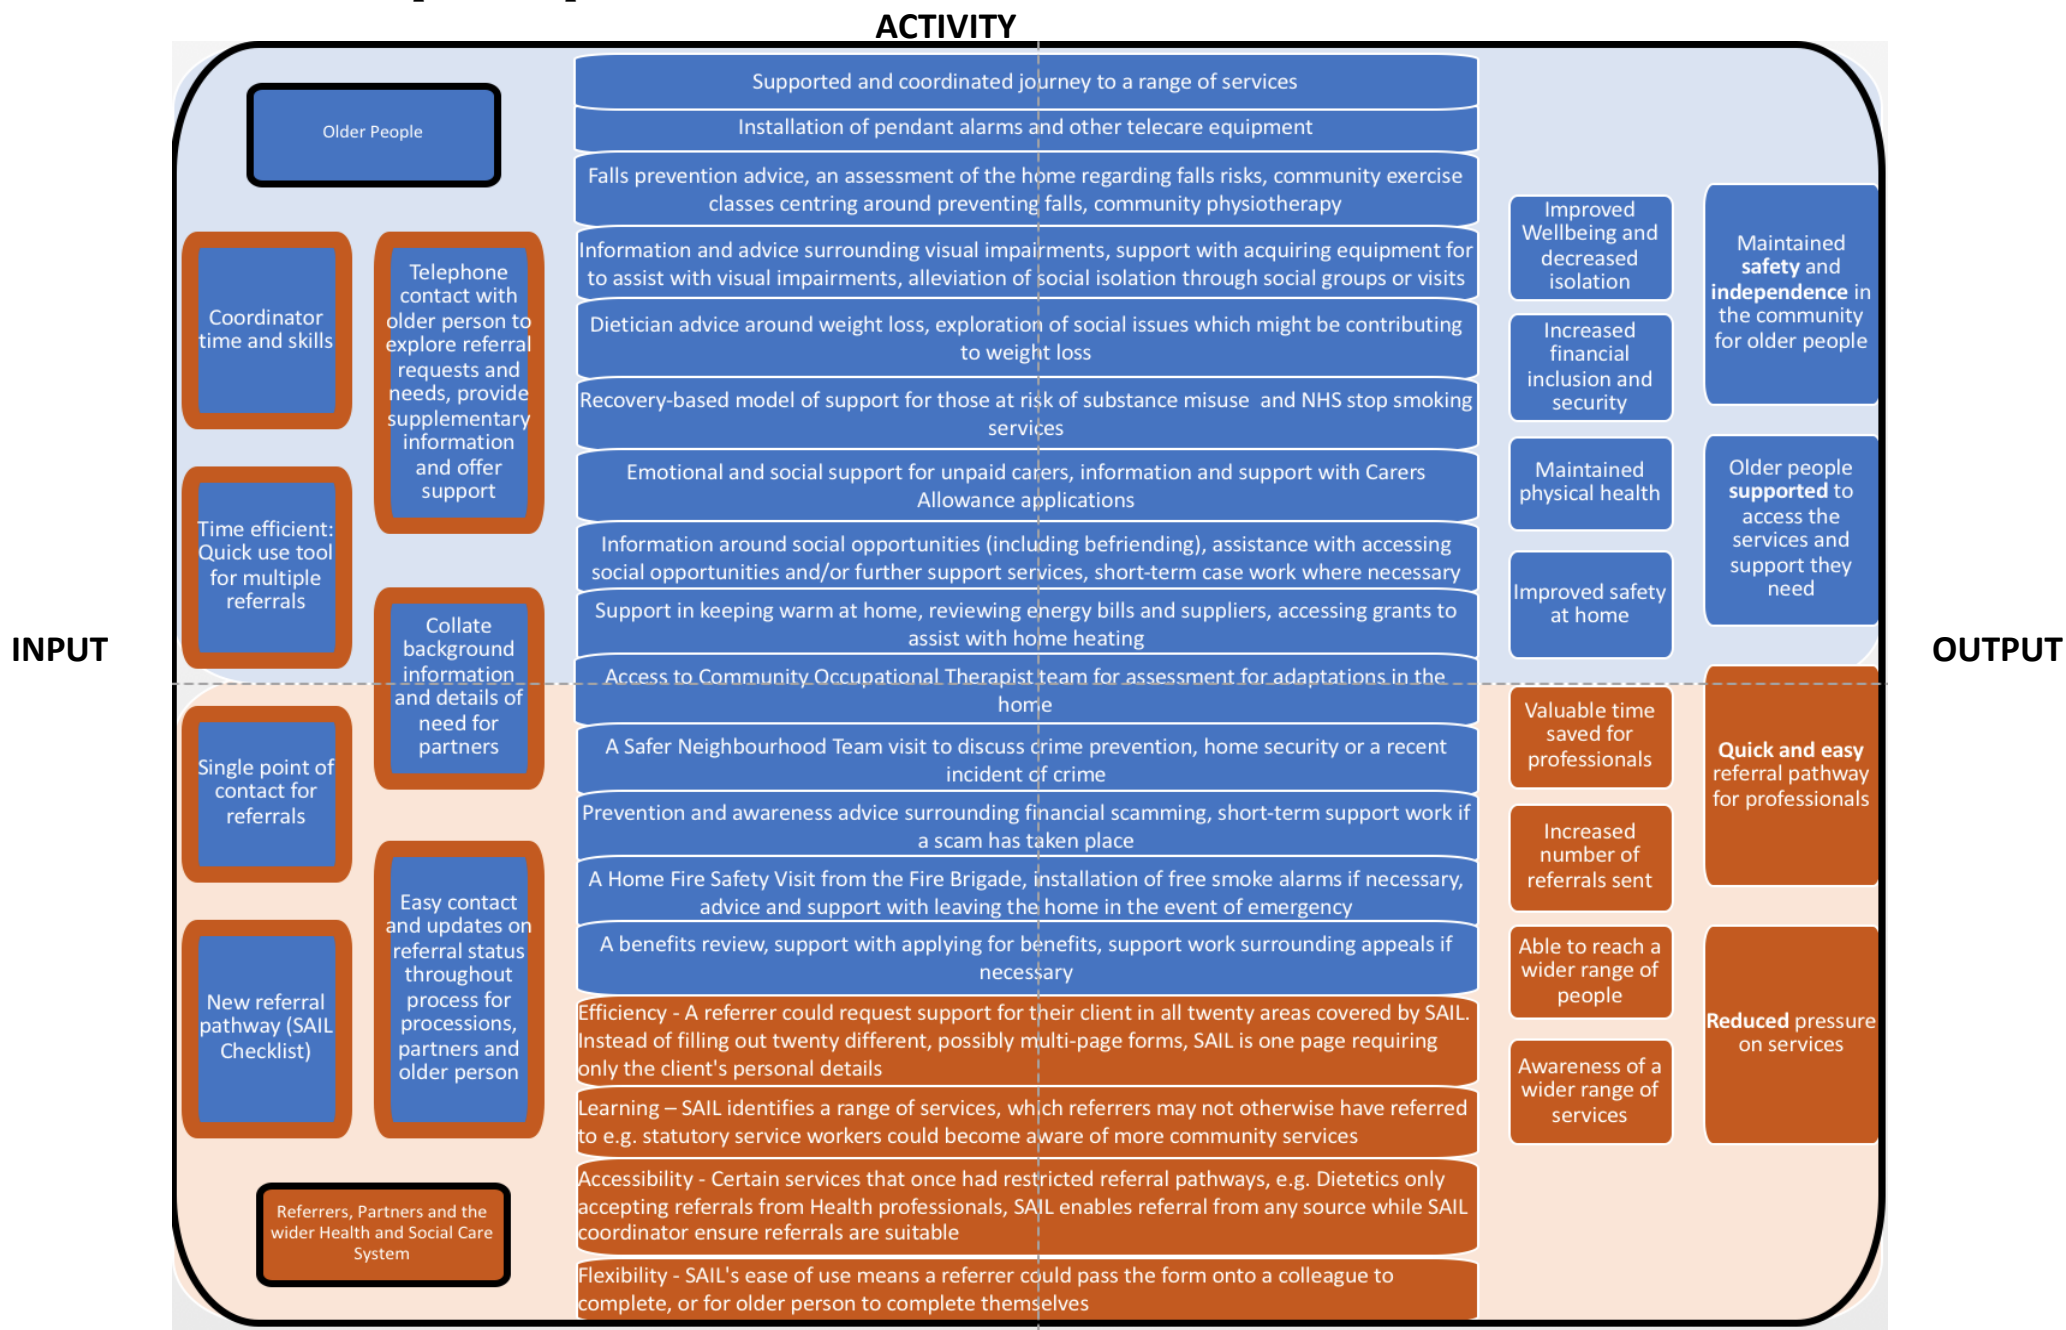 ACTIVITY
INPUT
OUTPUT
Older People
Coordinator
time and skills
Time efficient:
Quick use tool
for multiple
referrals
Single point of
contact for
referrals
New referral
pathway (SAIL
Checklist)
Telephone
contact with
older person to
explore referral
requests and
needs, provide
supplementary
information
and offer
support
Collate
background
information
and details of
need for
partners
Easy contact
and updates on
referral status
throughout
process for
processions,
partners and
older person
Referrers, Partners and the
wider Health and Social Care
System
Supported and coordinated journey to a range of services
Installation of pendant alarms and other telecare equipment
Falls prevention advice, an assessment of the home regarding falls risks, community exercise
classes centring around preventing falls, community physiotherapy
Information and advice surrounding visual impairments, support with acquiring equipment for
to assist with visual impairments, alleviation of social isolation through social groups or visits
Dietician advice around weight loss, exploration of social issues which might be contributing
to weight loss
Recovery-based model of support for those at risk of substance misuse and NHS stop smoking
services
Emotional and social support for unpaid carers, information and support with Carers
Allowance applications
Information around social opportunities (including befriending), assistance with accessing
social opportunities and/or further support services, short-term case work where necessary
Support in keeping warm at home, reviewing energy bills and suppliers, accessing grants to
assist with home heating
Access to Community Occupational Therapist team for assessment for adaptations in the
home
A Safer Neighbourhood Team visit to discuss crime prevention, home security or a recent
incident of crime
Prevention and awareness advice surrounding financial scamming, short-term support work if
a scam has taken place
A Home Fire Safety Visit from the Fire Brigade, installation of free smoke alarms if necessary,
advice and support with leaving the home in the event of emergency
A benefits review, support with applying for benefits, support work surrounding appeals if
necessary
Efficiency - A referrer could request support for their client in all twenty areas covered by SAIL.
Instead of filling out twenty different, possibly multi-page forms, SAIL is one page requiring
only the client's personal details
Learning – SAIL identifies a range of services, which referrers may not otherwise have referred
to e.g. statutory service workers could become aware of more community services
Accessibility - Certain services that once had restricted referral pathways, e.g. Dietetics only
accepting referrals from Health professionals, SAIL enables referral from any source while SAIL
coordinator ensure referrals are suitable
Flexibility - SAIL's ease of use means a referrer could pass the form onto a colleague to
complete, or for older person to complete themselves
Improved
Wellbeing and
decreased
isolation
Increased
financial
inclusion and
security
Maintained
physical health
Improved safety
at home
Valuable time
saved for
professionals
Increased
number of
referrals sent
Able to reach a
wider range of
people
Awareness of a
wider range of
services
Maintained
safety and
independence in
the community
for older people
Older people
supported to
access the
services and
support they
need
Quick and easy
referral pathway
for professionals
Reduced pressure
on services